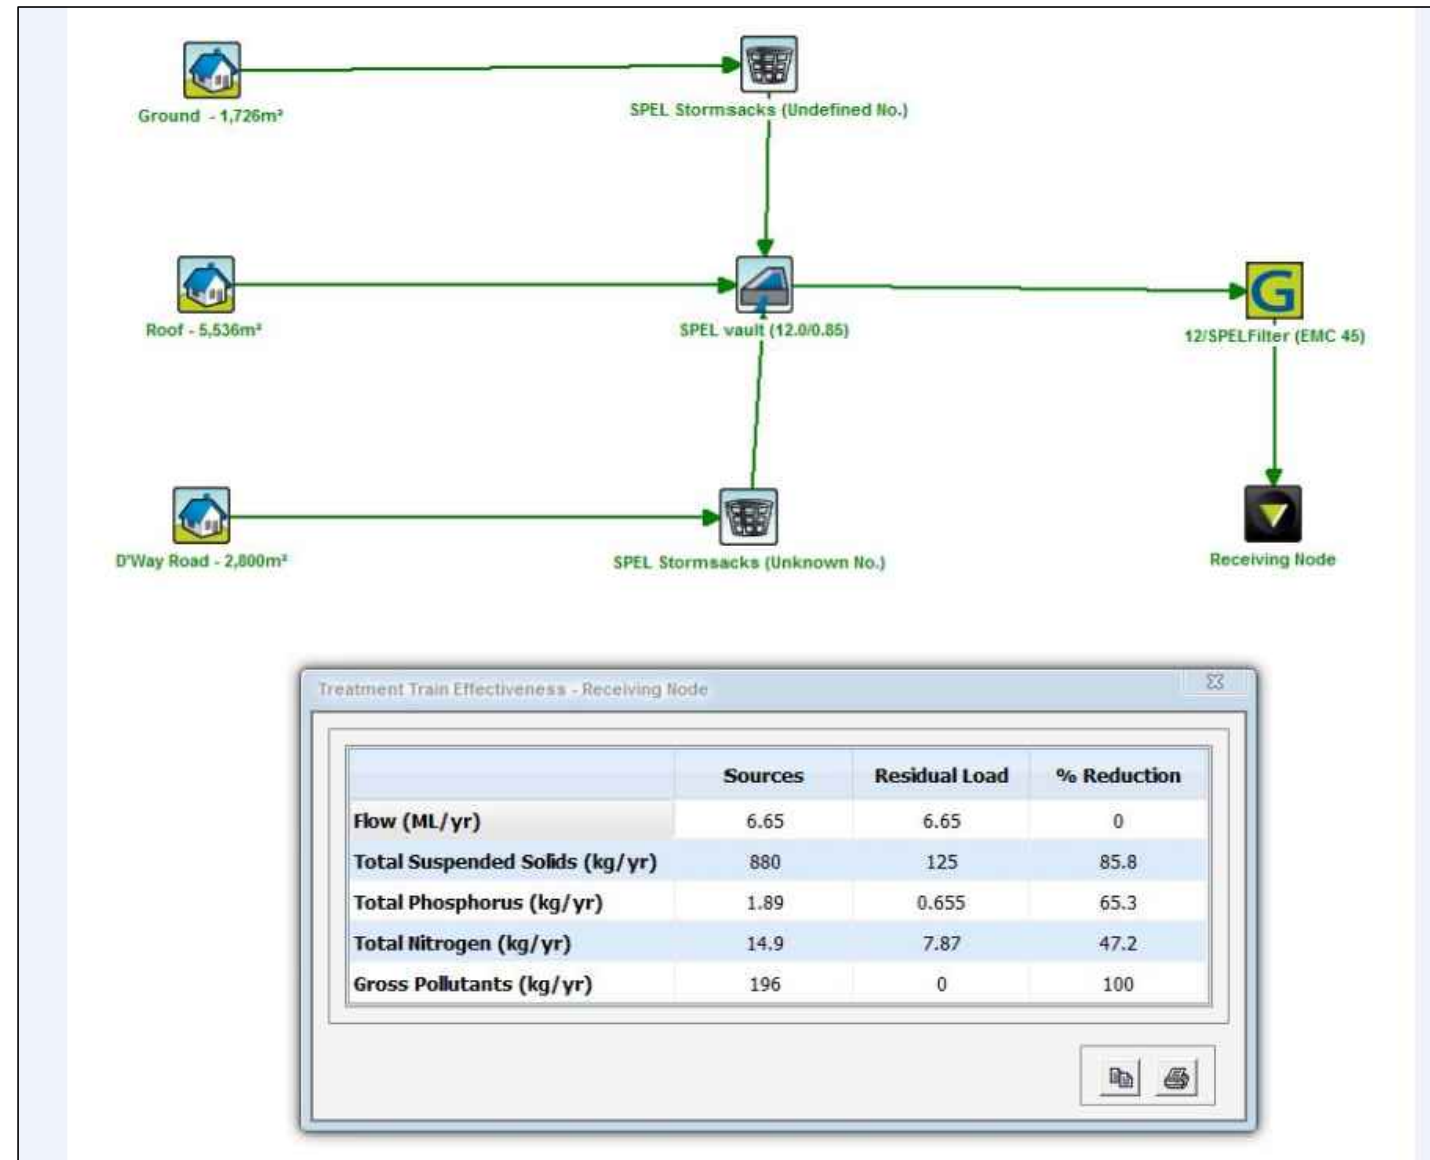 Ground - 1,726m²
SPEL Stormsacks (Undefined No.)
Roof - 5,536m²
SPEL vault (12.0/0.85)
G
12/SPELFilter (EMC 45)
D'Way Road - 2,800m²
SPEL Stormsacks (Unknown No.)
Receiving Node
Treatment Train Effectiveness - Receiving Node
Sources Residual Load % Reduction
Flow (ML/yr) 6.65 6.65 0
Total Suspended Solids (kg/yr) 880 125 85.8
Total Phosphorus (kg/yr) 1.89 0.655 65.3
Total Nitrogen (kg/yr) 14.9 7.87 47.2
Gross Pollutants (kg/yr) 196 0 100